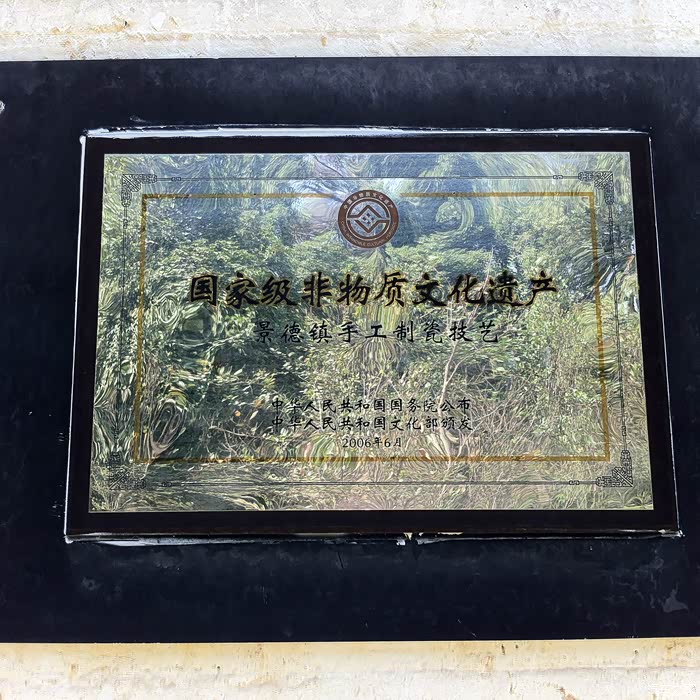 国家级非物质文化遗产
景德镇手工制瓷技艺
中华人民共和国国务院公布
中华人民共和国文化部颁发
2006年6月